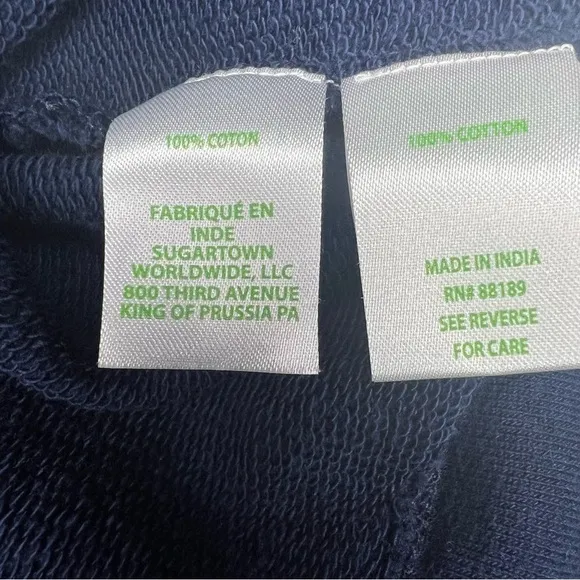 100% COTON
FABRIQUÉ EN
INDE
SUGARTOWN
WORLDWIDE, LLC
800 THIRD AVENUE
KING OF PRUSSIA PA
100% COTTON
MADE IN INDIA
RN# 88189
SEE REVERSE
FOR CARE